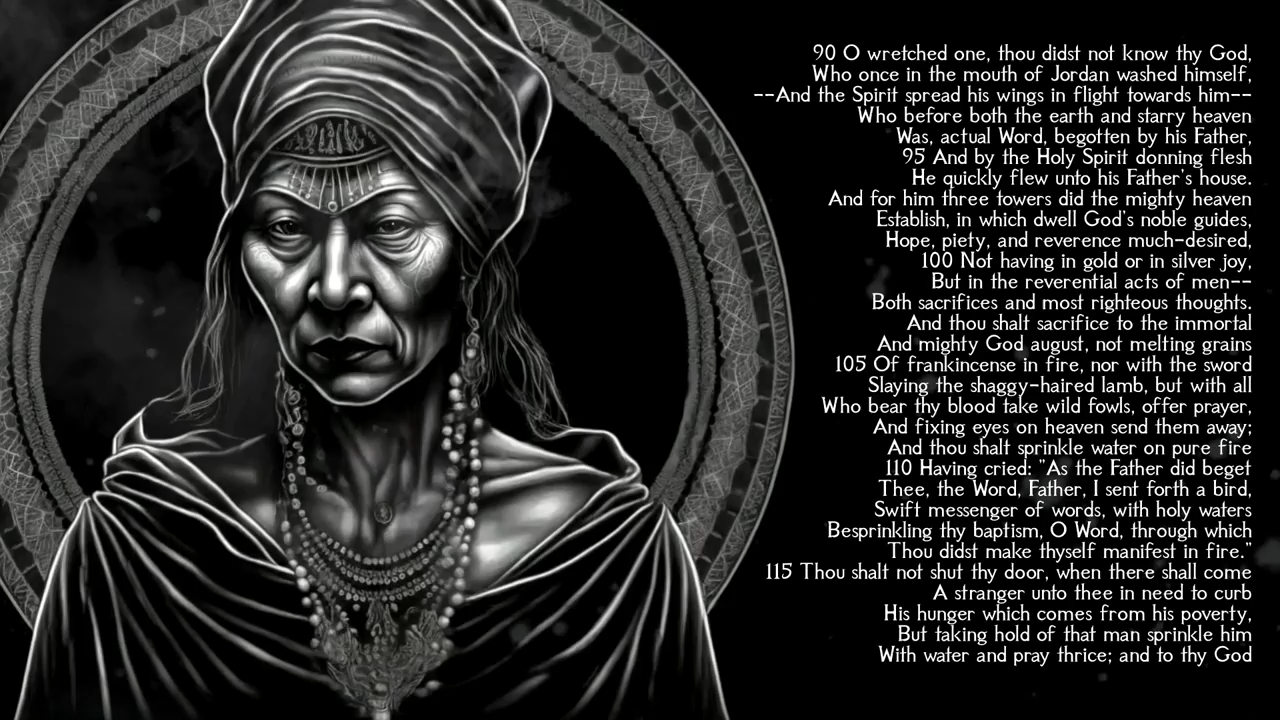 90 O wretched one, thou didst not know thy God,
Who once in the mouth of Jordan washed himself,
--And the Spirit spread his wings in flight towards him--
Who before both the earth and starry heaven
Was, actual Word, begotten by his Father,
95 And by the Holy Spirit donning flesh
He quickly flew unto his Father's house.
And for him three towers did the mighty heaven
Establish, in which dwell God's noble guides,
Hope, piety, and reverence much-desired,
100 Not having in gold or in silver joy,
But in the reverential acts of men--
Both sacrifices and most righteous thoughts.
And thou shalt sacrifice to the immortal
And mighty God august, not melting grains
105 Of frankincense in fire, nor with the sword
Slaying the shaggy-haired lamb, but with all
Who bear thy blood take wild fowls, offer prayer,
And fixing eyes on heaven send them away;
And thou shalt sprinkle water on pure fire
110 Having cried: "As the Father did beget
Thee, the Word, Father, I sent forth a bird,
Swift messenger of words, with holy waters
Besprinkling thy baptism, O Word, through which
Thou didst make thyself manifest in fire."
115 Thou shalt not shut thy door, when there shall come
A stranger unto thee in need to curb
His hunger which comes from his poverty,
But taking hold of that man sprinkle him
With water and pray thrice; and to thy God